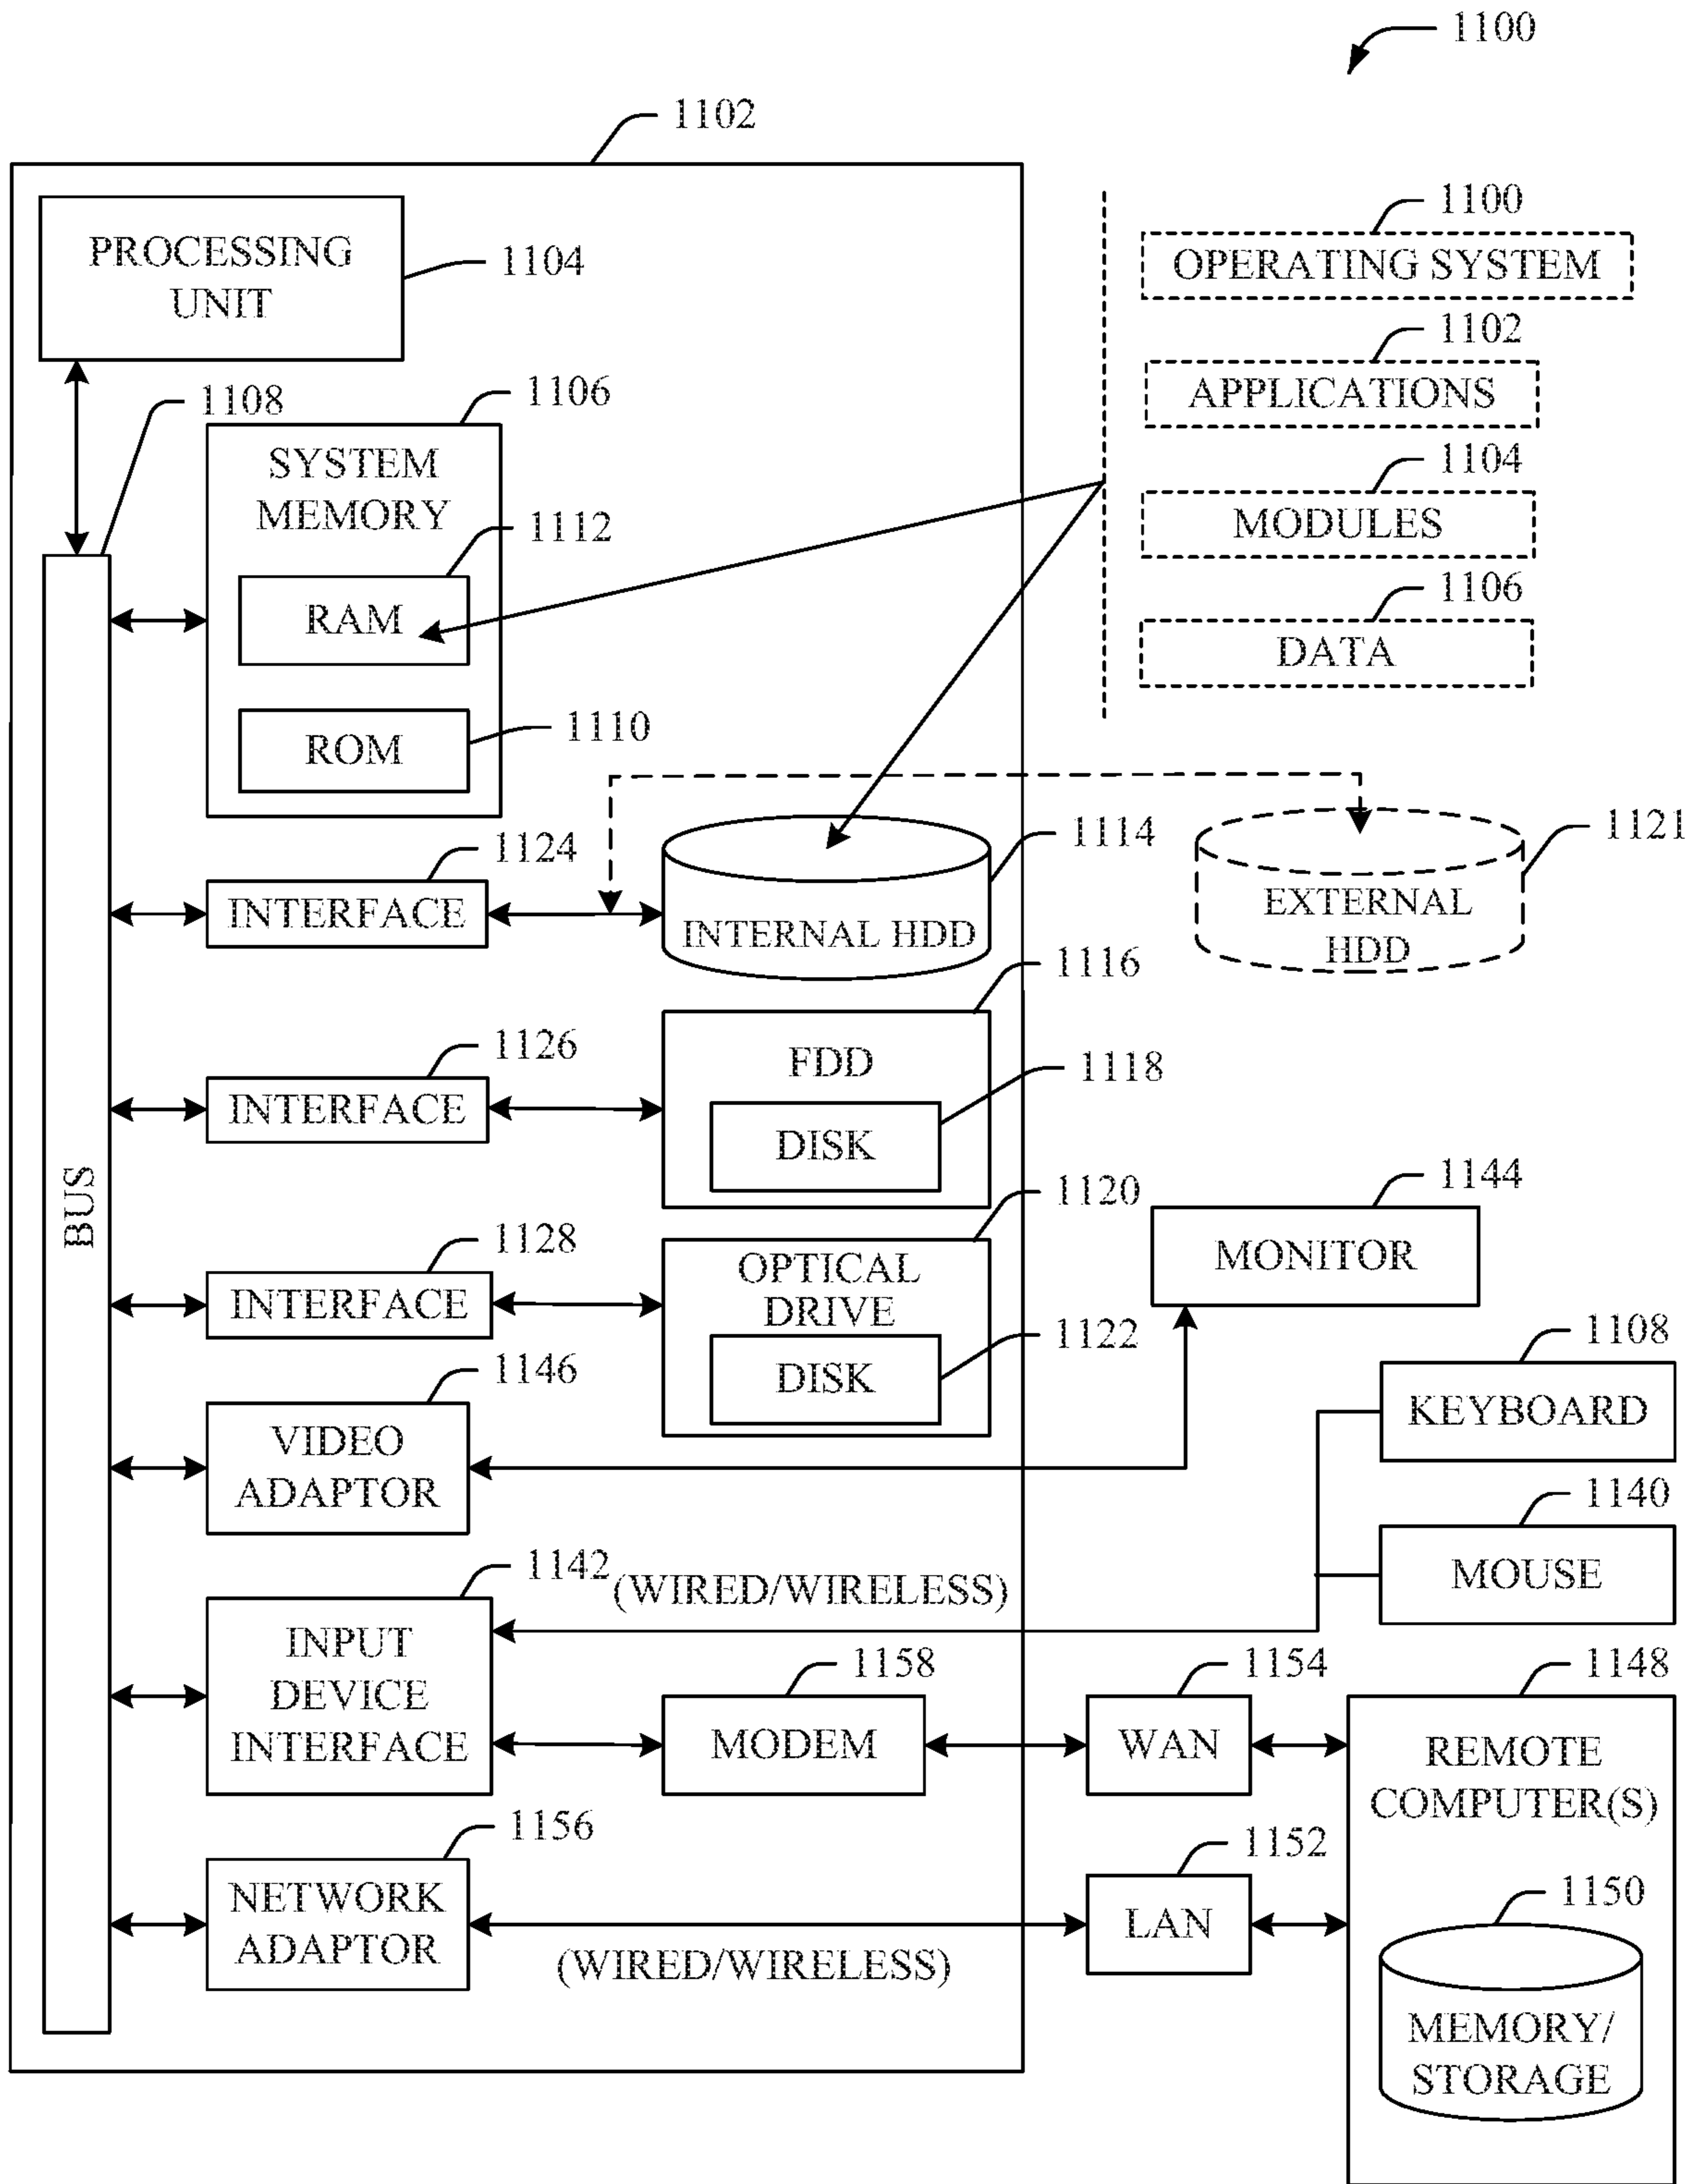 1100
1102
PROCESSING
UNIT
1104
1100
OPERATING SYSTEM
1102
APPLICATIONS
1104
MODULES
1106
DATA
1108
1106
SYSTEM
MEMORY
1112
RAM
1110
ROM
1124
INTERFACE
1114
INTERNAL HDD
1121
EXTERNAL
HDD
1116
FDD
1126
INTERFACE
1118
DISK
BUS
1120
OPTICAL
DRIVE
1128
INTERFACE
1122
DISK
1144
MONITOR
1146
VIDEO
ADAPTOR
1108
KEYBOARD
1140
MOUSE
1142
(WIRED/WIRELESS)
INPUT
DEVICE
INTERFACE
1158
MODEM
1154
WAN
1148
REMOTE
COMPUTER(S)
1156
NETWORK
ADAPTOR
(WIRED/WIRELESS)
1152
LAN
1150
MEMORY/
STORAGE